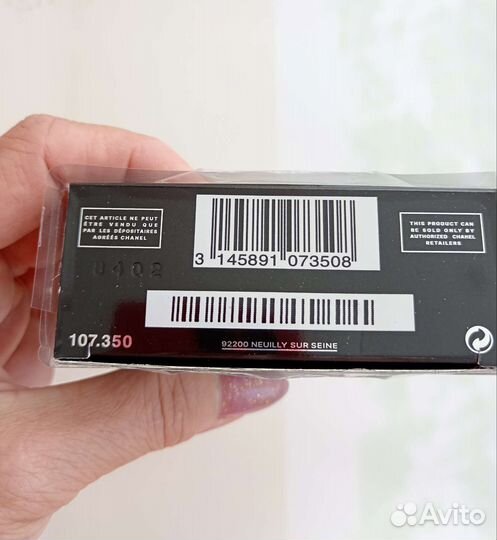 CET ARTICLE NE PEUT
ÊTRE VENDU QUE
PAR LES DÉPOSITAIRES
AGRÉÉS CHANEL
3 145891 073508
THIS PRODUCT CAN
BE SOLD ONLY BY
AUTHORIZED CHANEL
RETAILERS
107.350
92200 NEUILLY SUR SEINE
Avito